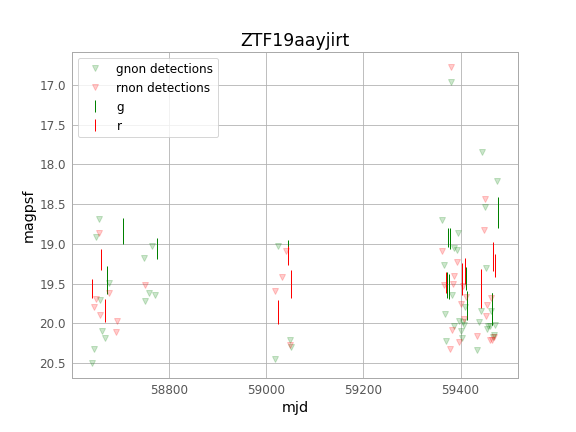 ZTF19aayjirt
gnon detections
rnon detections
g
r
magpsf
17.0
17.5
18.0
18.5
19.0
19.5
20.0
20.5
58800
59000
59200
59400
mjd